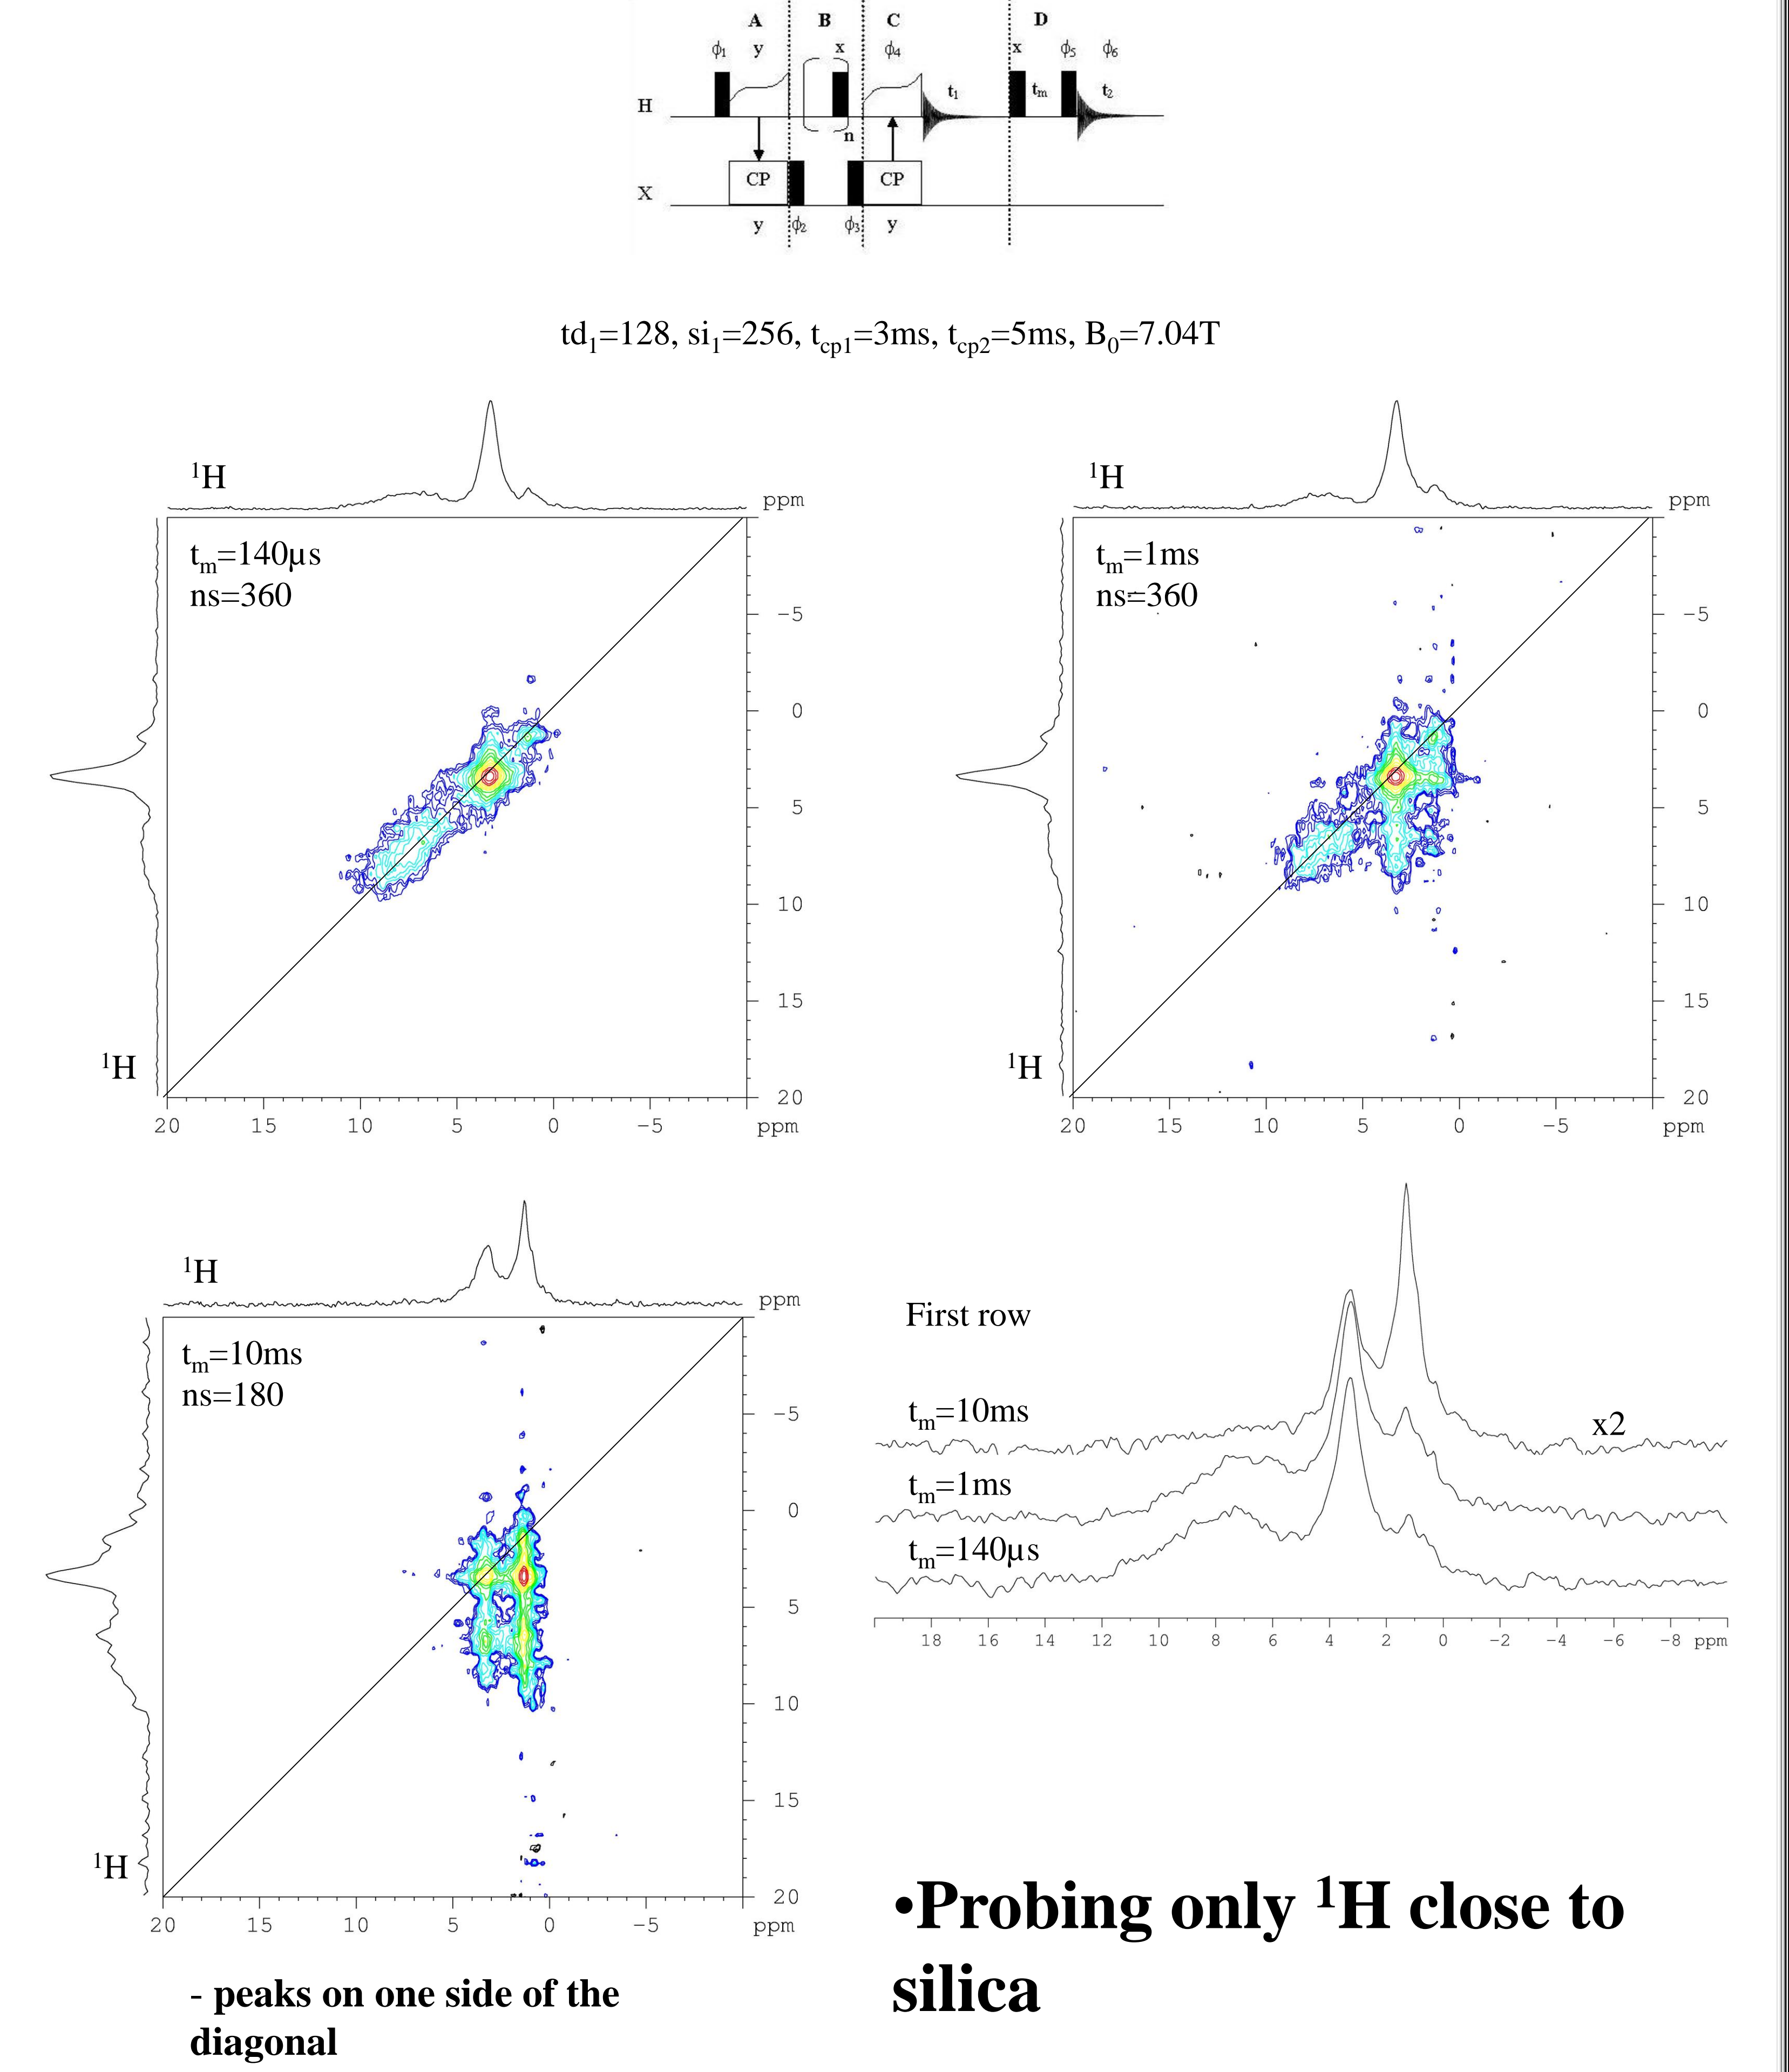 A B C D
ϕ1 y x ϕ4 x ϕ5 ϕ6
H t1 tm t2
n
X CP CP
y ϕ2 ϕ3 y
td1=128, si1=256, tcp1=3ms, tcp2=5ms, B0=7.04T
1H
ppm
tm=140μs
ns=360
−5
0
5
10
15
1H
20
20 15 10 5 0 −5 ppm
1H
ppm
tm=1ms
ns=360
−5
0
5
10
15
1H
20
20 15 10 5 0 −5 ppm
1H
ppm
tm=10ms
ns=180
−5
0
5
10
15
1H
20
20 15 10 5 0 −5 ppm
First row
tm=10ms x2
tm=1ms
tm=140μs
18 16 14 12 10 8 6 4 2 0 −2 −4 −6 −8 ppm
•Probing only 1H close to
silica
- peaks on one side of the
diagonal